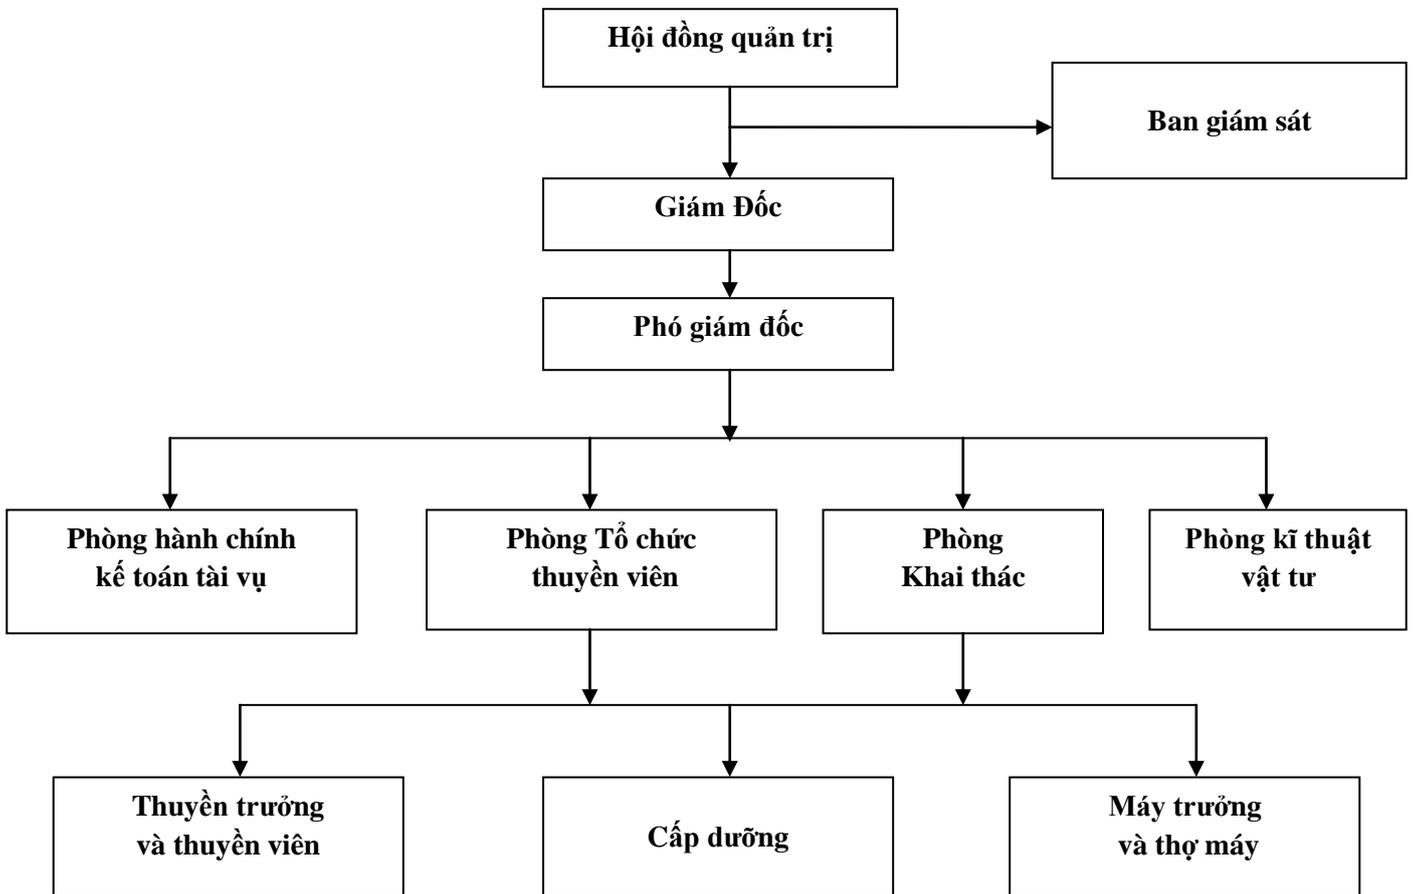 Hội đồng quản trị
Ban giám sát
Giám Đốc
Phó giám đốc
Phòng hành chính
kế toán tài vụ
Phòng Tổ chức
thuyền viên
Phòng
Khai thác
Phòng kĩ thuật
vật tư
Thuyền trưởng
và thuyền viên
Cấp dưỡng
Máy trưởng
và thợ máy